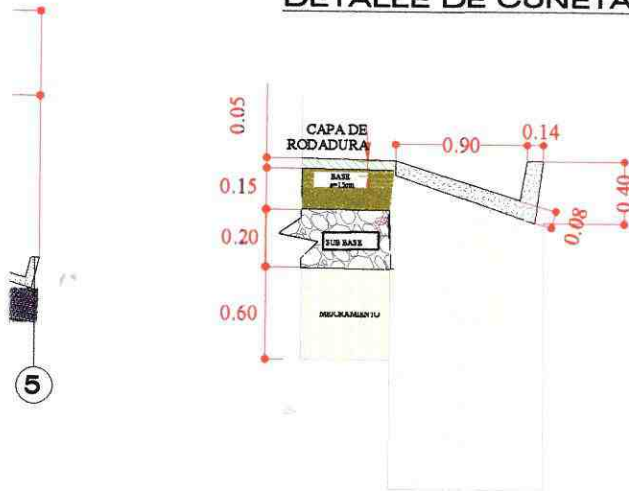 DETALLE DE CUNETA
0.05
CAPA DE
RODADURA
0.90
0.14
0.15
BASE
e=15cm
0.40
0.08
0.20
SUB BASE
0.60
MEJORAMIENTO
5